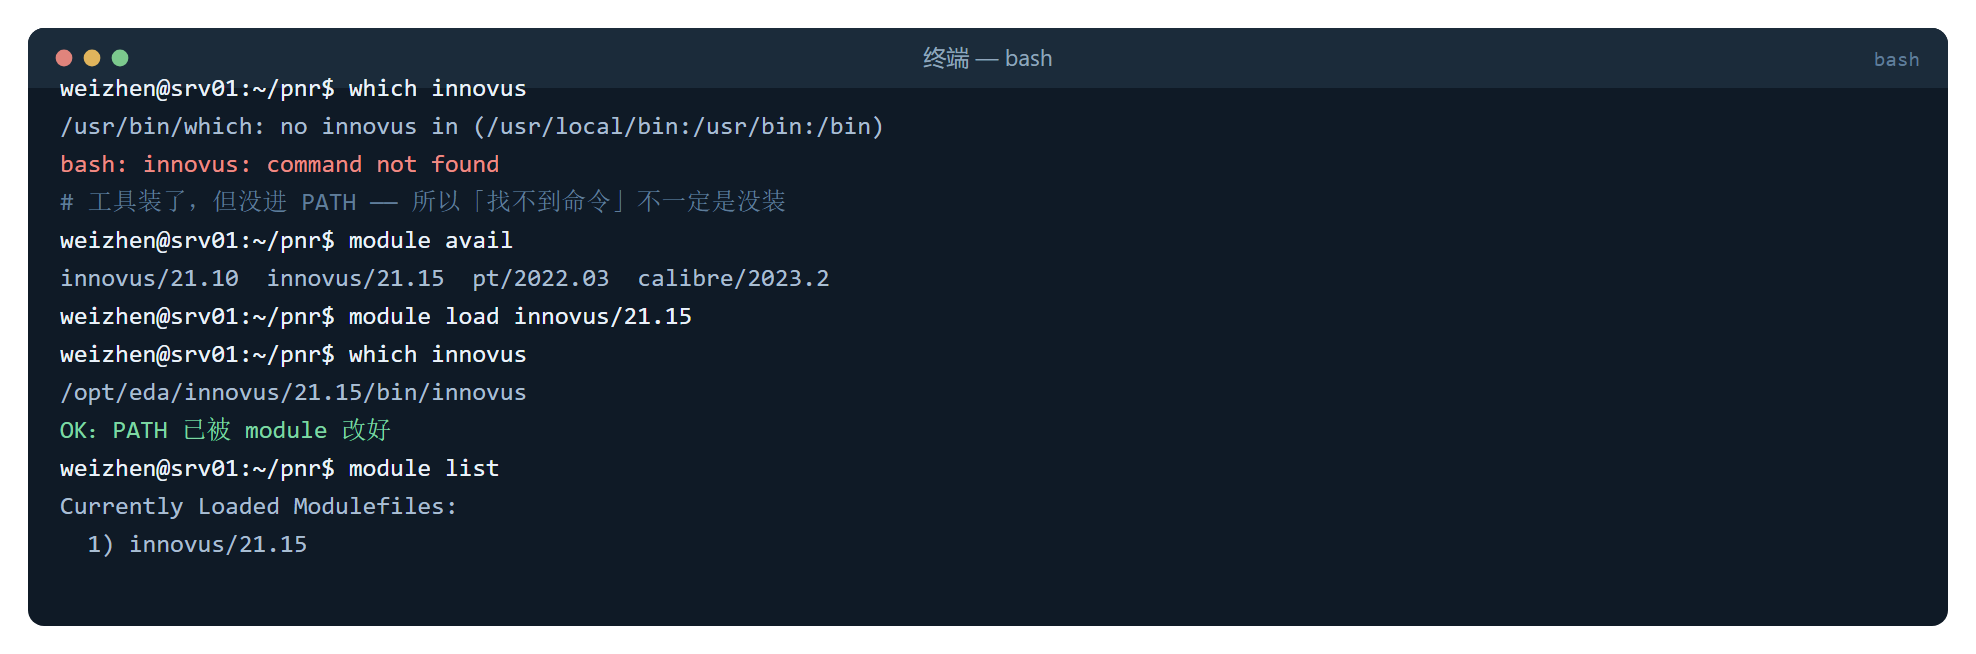 终端 — bash
bash
weizhen@srv01:~/pnr$ which innovus
/usr/bin/which: no innovus in (/usr/local/bin:/usr/bin:/bin)
bash: innovus: command not found
# 工具装了，但没进 PATH —— 所以「找不到命令」不一定是没装
weizhen@srv01:~/pnr$ module avail
innovus/21.10  innovus/21.15  pt/2022.03  calibre/2023.2
weizhen@srv01:~/pnr$ module load innovus/21.15
weizhen@srv01:~/pnr$ which innovus
/opt/eda/innovus/21.15/bin/innovus
OK：PATH 已被 module 改好
weizhen@srv01:~/pnr$ module list
Currently Loaded Modulefiles:
  1) innovus/21.15